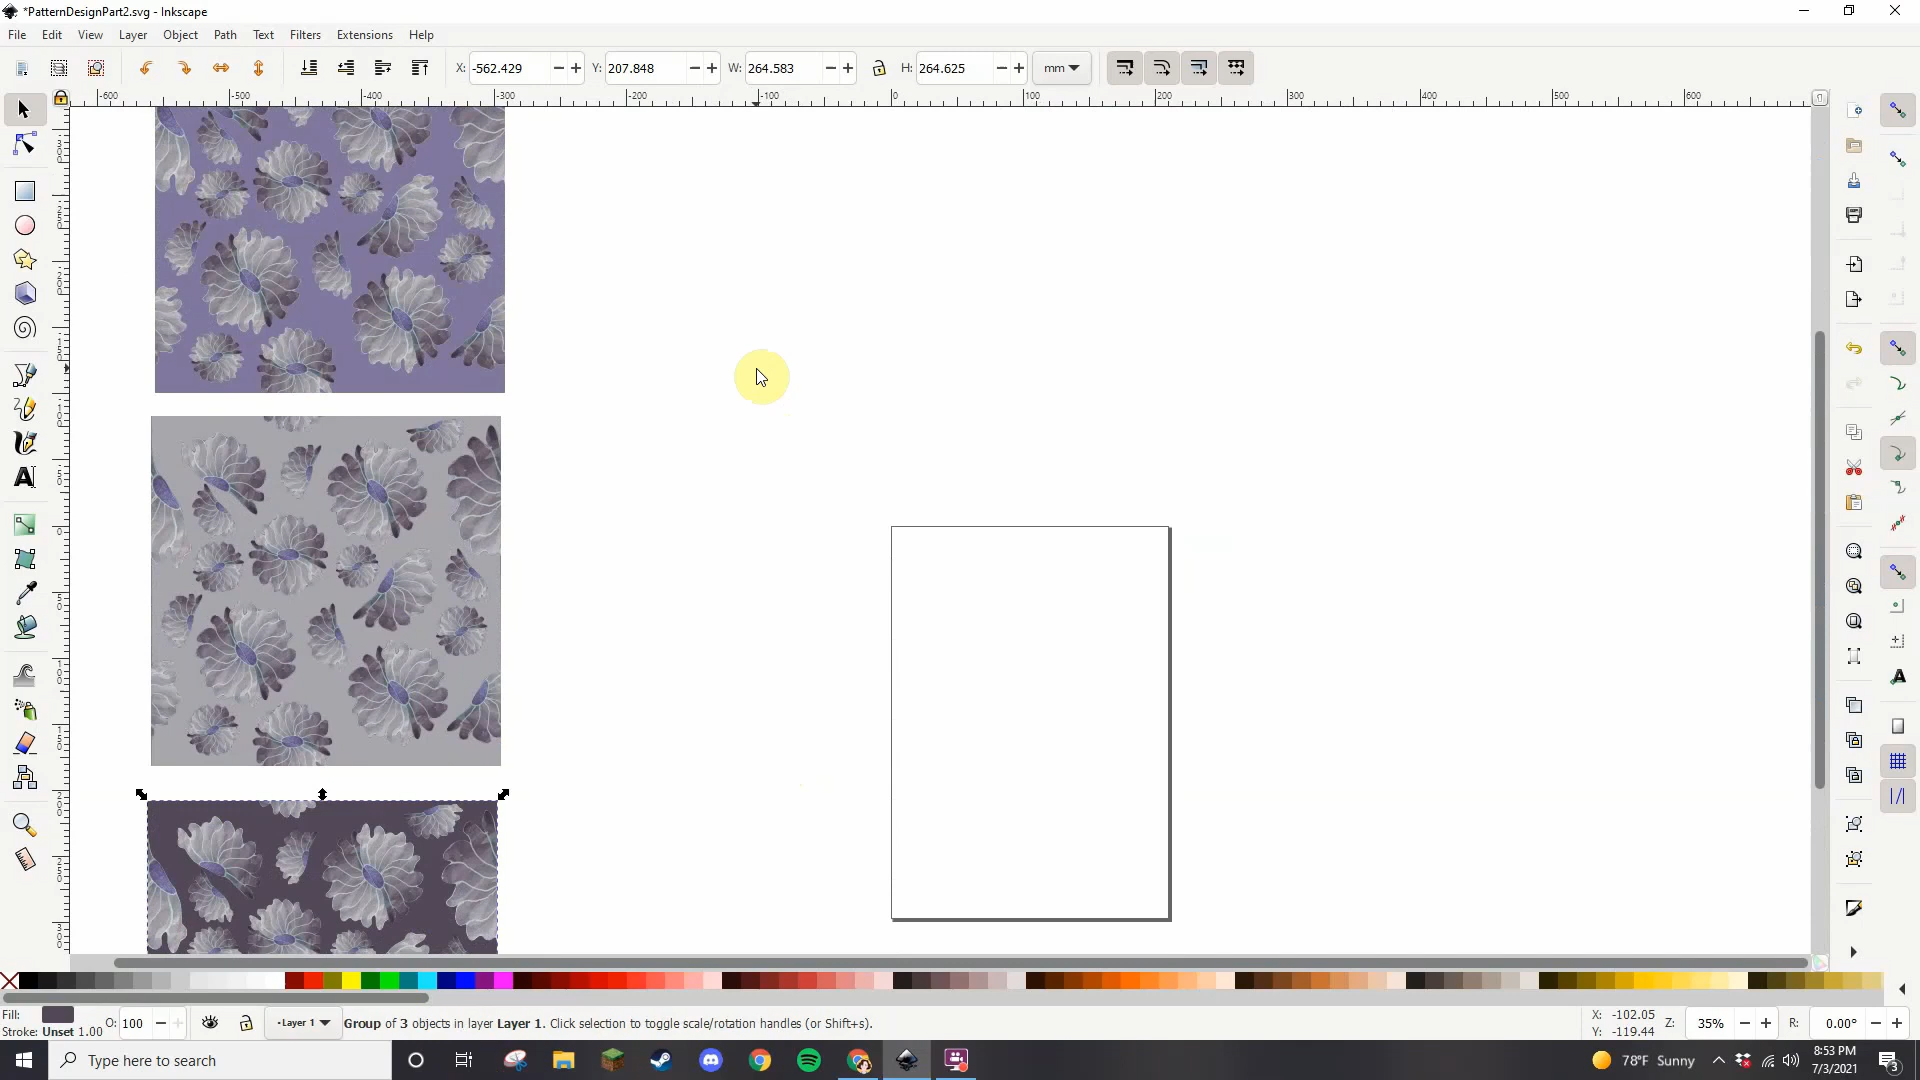 *PatternDesignPart2.svg - Inkscape
File Edit View Layer Object Path Text Filters Extensions Help
X: -562.429 Y: 207.848 W: 264.583 H: 264.625 mm
-600 -500 -400 -300 -200 -100 0 100 200 300 400 500 600
Fill: Stroke: Unset 1.00 O: 100 •Layer 1 Group of 3 objects in layer Layer 1. Click selection to toggle scale/rotation handles (or Shift+s). X: -102.05 Y: -119.44 Z: 35% R: 0.00°
Type here to search
78°F Sunny
8:53 PM
7/3/2021
3